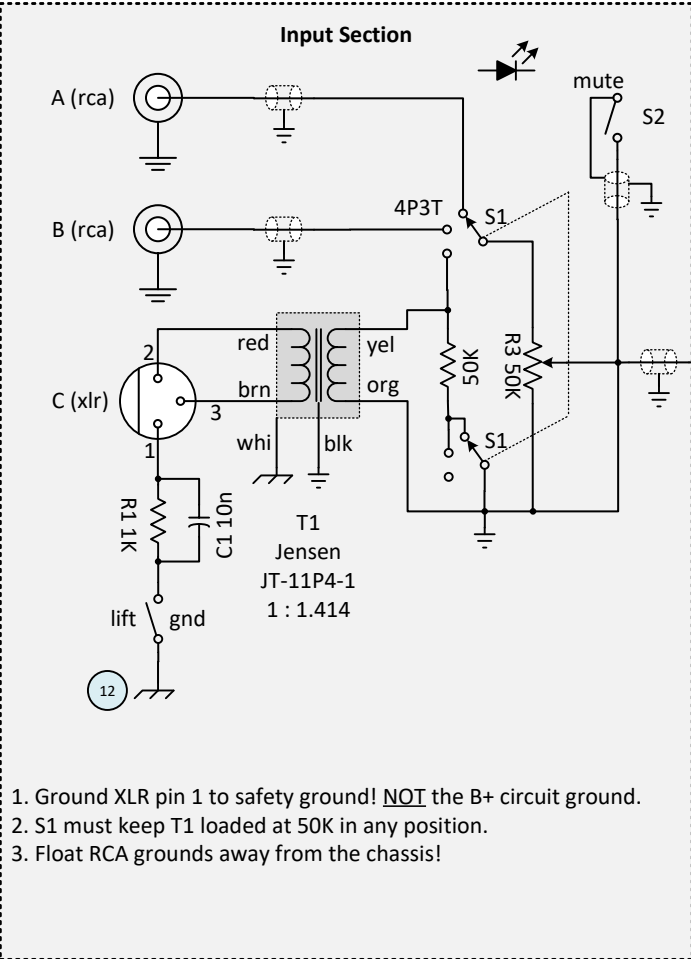 Input Section
A (rca)
mute
S2
4P3T
S1
B (rca)
red
yel
R3 50K
50K
2
C (xlr)
brn
org
3
S1
1
whi
blk
R1 1K
C1 10n
T1
Jensen
JT-11P4-1
1 : 1.414
lift
gnd
12
1. Ground XLR pin 1 to safety ground! NOT the B+ circuit ground.
2. S1 must keep T1 loaded at 50K in any position.
3. Float RCA grounds away from the chassis!